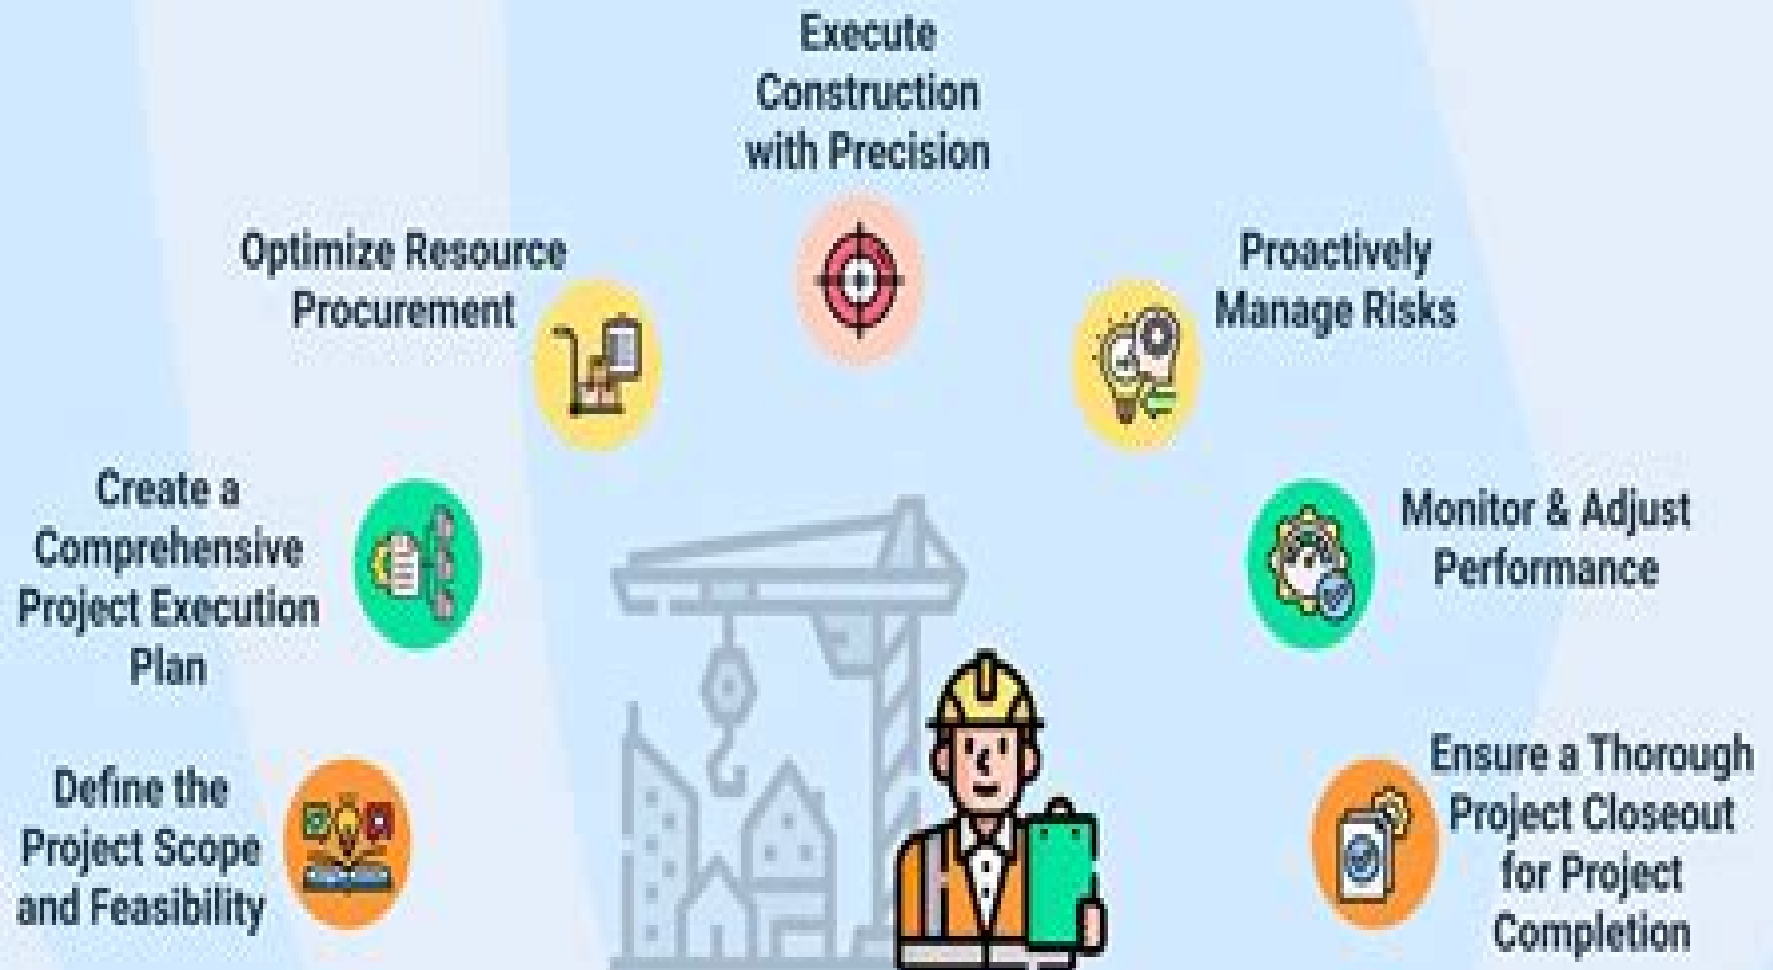 Define the
Project Scope
and Feasibility
Create a
Comprehensive
Project Execution
Plan
Optimize Resource
Procurement
Execute
Construction
with Precision
Proactively
Manage Risks
Monitor & Adjust
Performance
Ensure a Thorough
Project Closeout
for Project
Completion